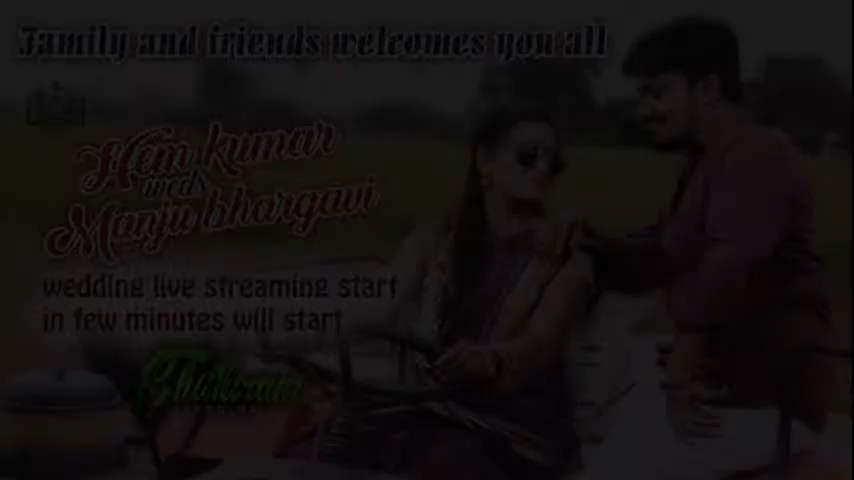 Family and friends welcomes you all
Hem kumar
weds
Manju bhargavi
wedding live streaming start
in few minutes will start